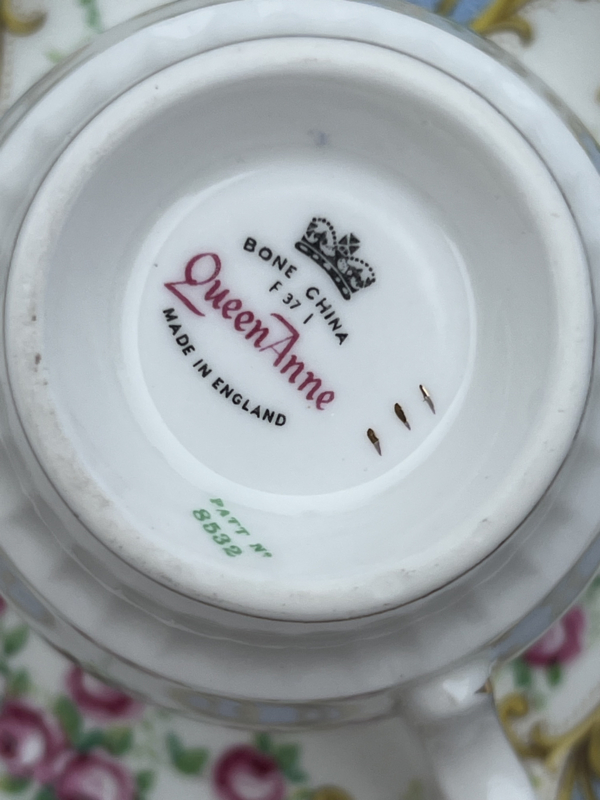 BONE CHINA
F 37 I
Queen Anne
MADE IN ENGLAND
PATT Nº
8532